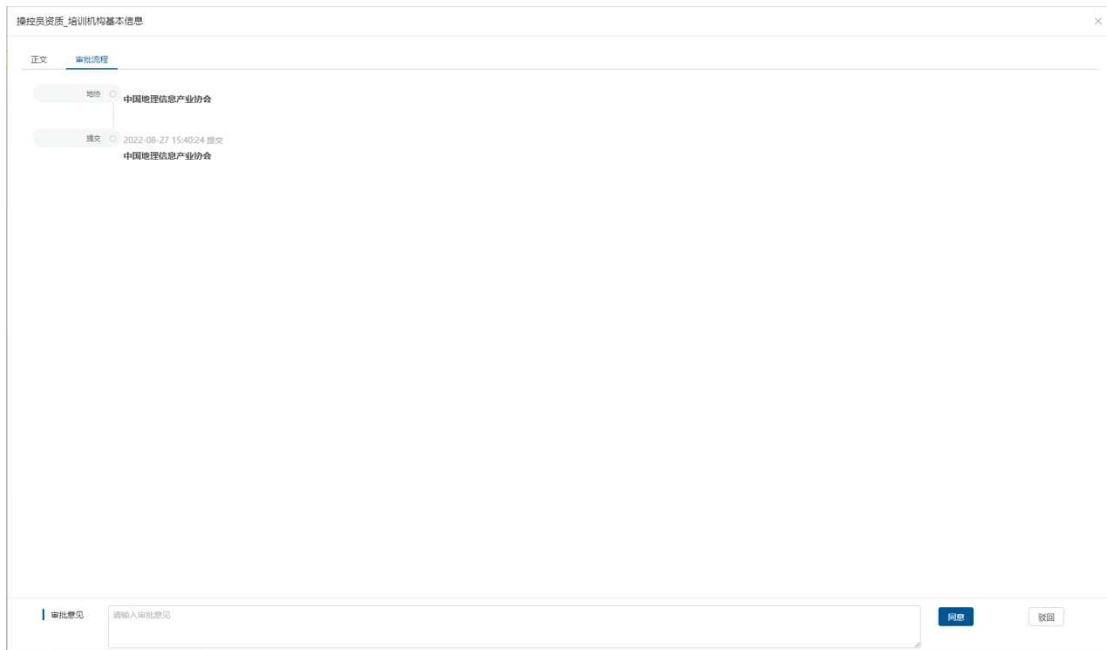 操控员资质_培训机构基本信息
正文 审批流程
地协 中国地理信息产业协会
提交 2022-08-27 15:40:24 提交
中国地理信息产业协会
审批意见 请输入审批意见 同意 驳回